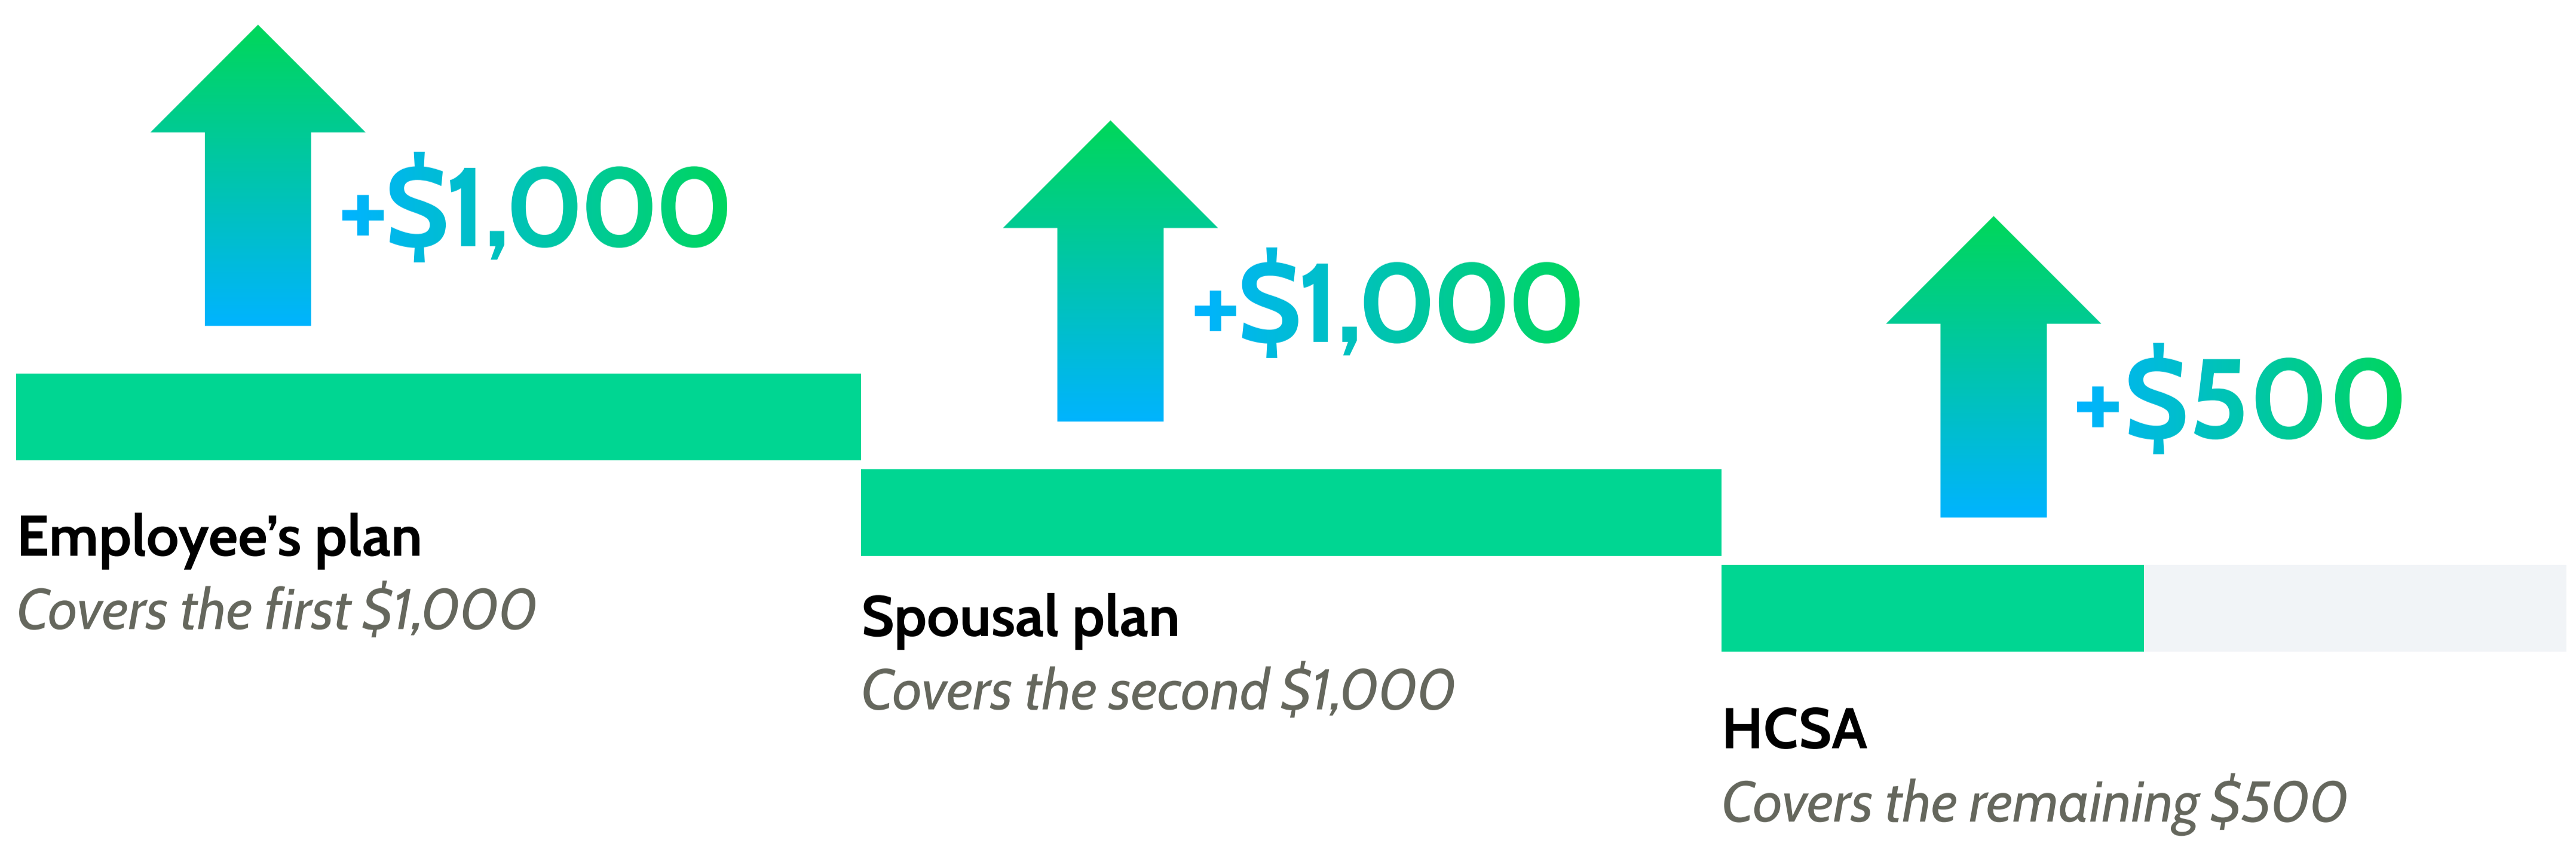 +$1,000
Employee’s plan
Covers the first $1,000
+$1,000
Spousal plan
Covers the second $1,000
+$500
HCSA
Covers the remaining $500